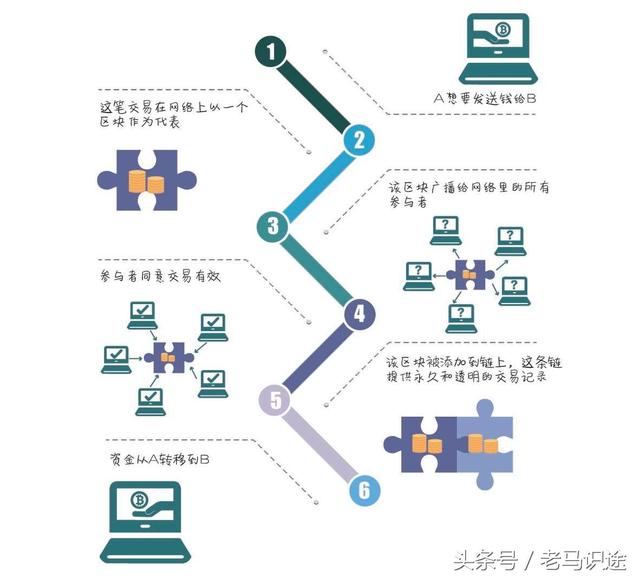 1
A想要发送钱给B
这笔交易在网络上以一个
区块作为代表
2
该区块广播给网络里的所有
参与者
3
参与者同意交易有效
4
该区块被添加到链上，这条链
提供永久和透明的交易记录
5
资金从A转移到B
6
头条号 / 老马识途